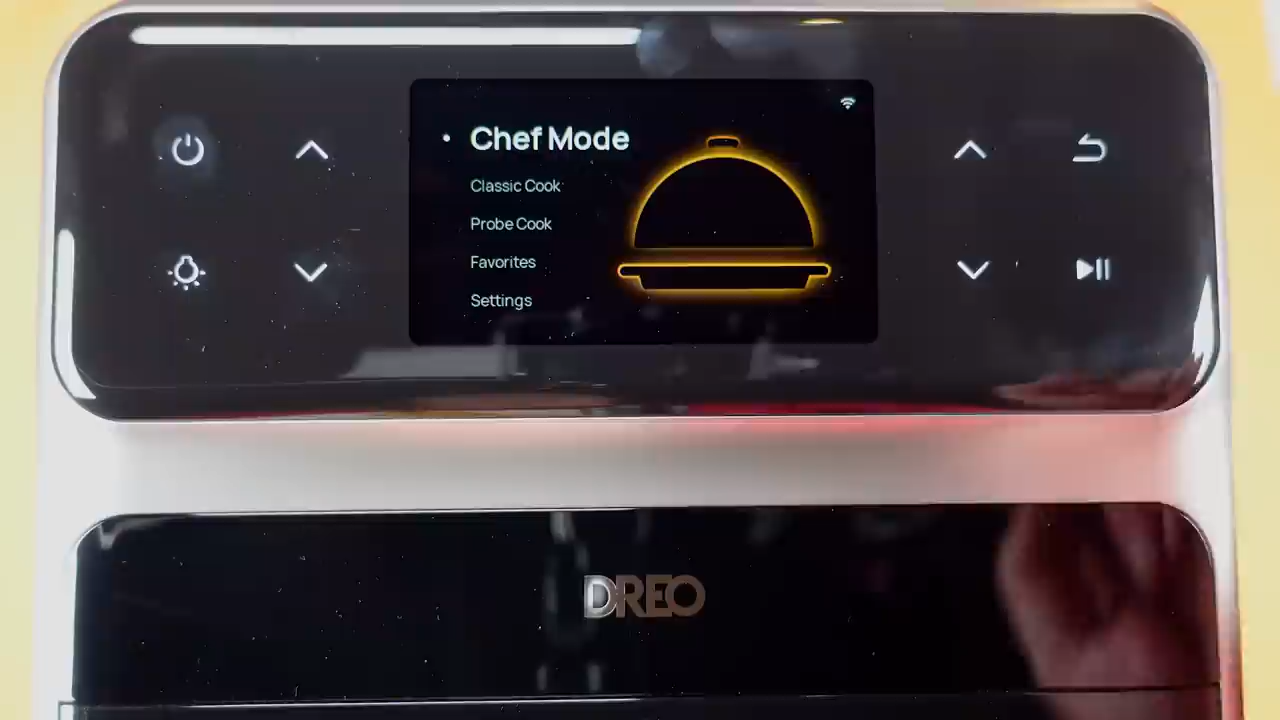 Chef Mode
Classic Cook
Probe Cook
Favorites
Settings
DREO